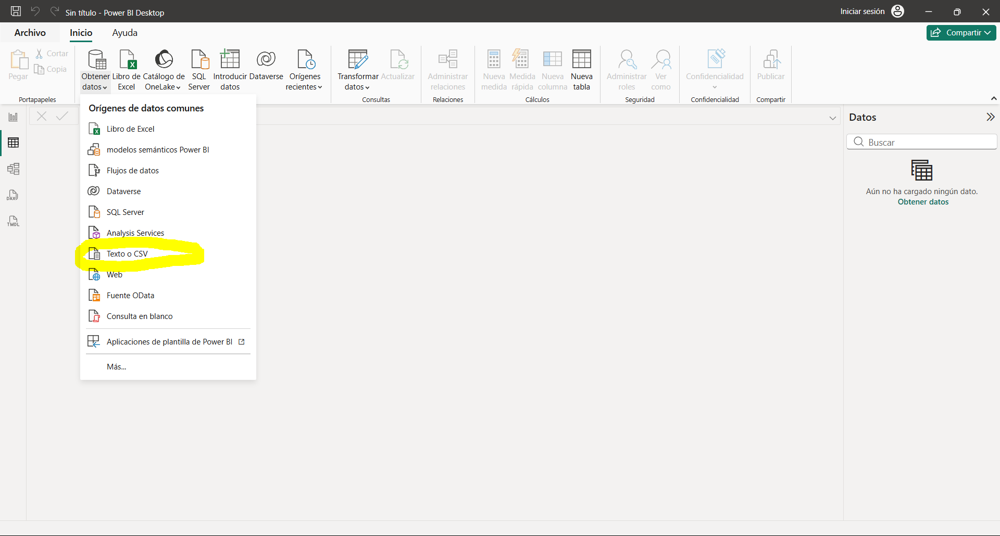 Sin título - Power BI Desktop
Iniciar sesión
Archivo
Inicio
Ayuda
Compartir
Pegar
Cortar
Copia
Portapapeles
Obtener datos
Libro de Excel
Catálogo de OneLake
SQL Server
Introducir datos
Dataverse
Orígenes recientes
Transformar datos
Actualizar
Consultas
Administrar relaciones
Relaciones
Nueva medida
Medida rápida
Nueva columna
Nueva tabla
Cálculos
Administrar roles
Ver como
Seguridad
Confidencialidad
Confidencialidad
Publicar
Compartir
Orígenes de datos comunes
Libro de Excel
modelos semánticos Power BI
Flujos de datos
Dataverse
SQL Server
Analysis Services
Texto o CSV
Web
Fuente OData
Consulta en blanco
Aplicaciones de plantilla de Power BI
Más...
DAX
TMDL
Datos
Buscar
Aún no ha cargado ningún dato.
Obtener datos